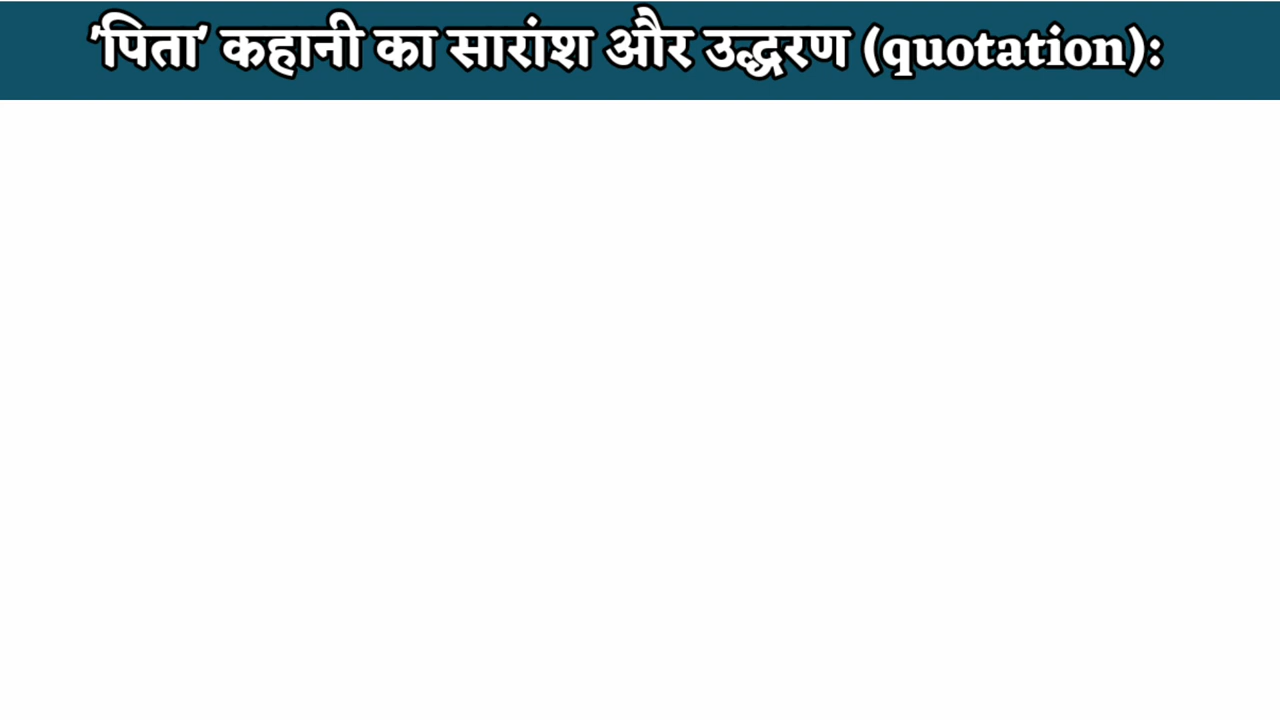 'पिता' कहानी का सारांश और उद्धरण (quotation):